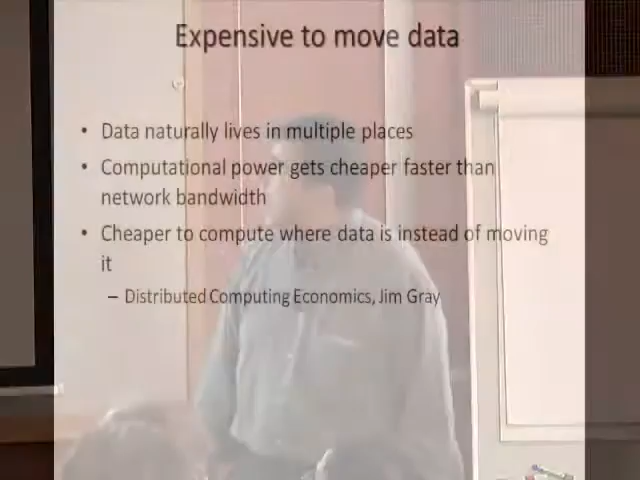 Expensive to move data
• Data naturally lives in multiple places
• Computational power gets cheaper faster than
network bandwidth
• Cheaper to compute where data is instead of moving
it
– Distributed Computing Economics, Jim Gray